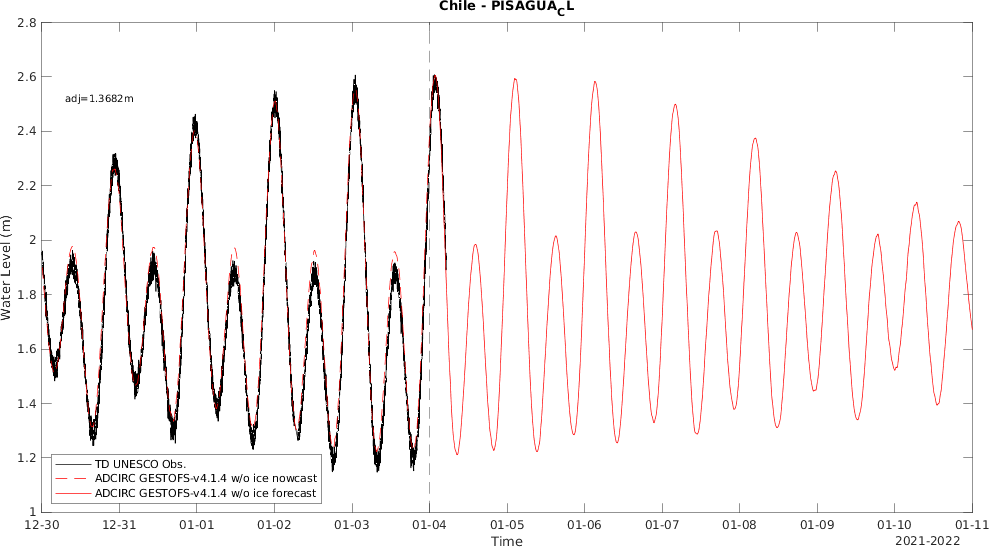 Chile - PISAGUA_CL
2.8
2.6
2.4
2.2
2
1.8
1.6
1.4
1.2
1
Water Level (m)
adj=1.3682m
TD UNESCO Obs.
ADCIRC GESTOFS-v4.1.4 w/o ice nowcast
ADCIRC GESTOFS-v4.1.4 w/o ice forecast
12-30 12-31 01-01 01-02 01-03 01-04 01-05 01-06 01-07 01-08 01-09 01-10 01-11
Time
2021-2022